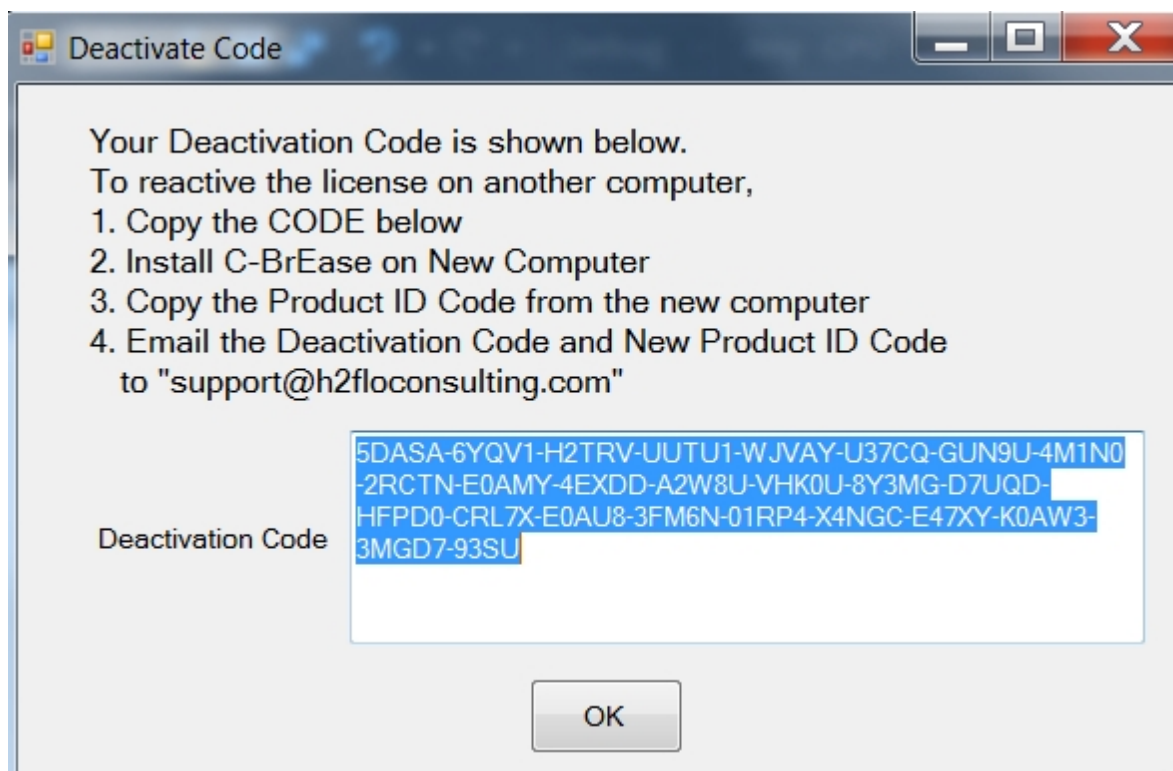 Deactivate Code
Your Deactivation Code is shown below.
To reactive the license on another computer,
1. Copy the CODE below
2. Install C-BrEase on New Computer
3. Copy the Product ID Code from the new computer
4. Email the Deactivation Code and New Product ID Code
to "support@h2floconsulting.com"
Deactivation Code
5DASA-6YQV1-H2TRV-UUTU1-WJVAY-U37CQ-GUN9U-4M1N0
-2RCTN-E0AMY-4EXDD-A2W8U-VHK0U-8Y3MG-D7UQD-
HFPD0-CRL7X-E0AU8-3FM6N-01RP4-X4NGC-E47XY-K0AW3-
3MGD7-93SU
OK